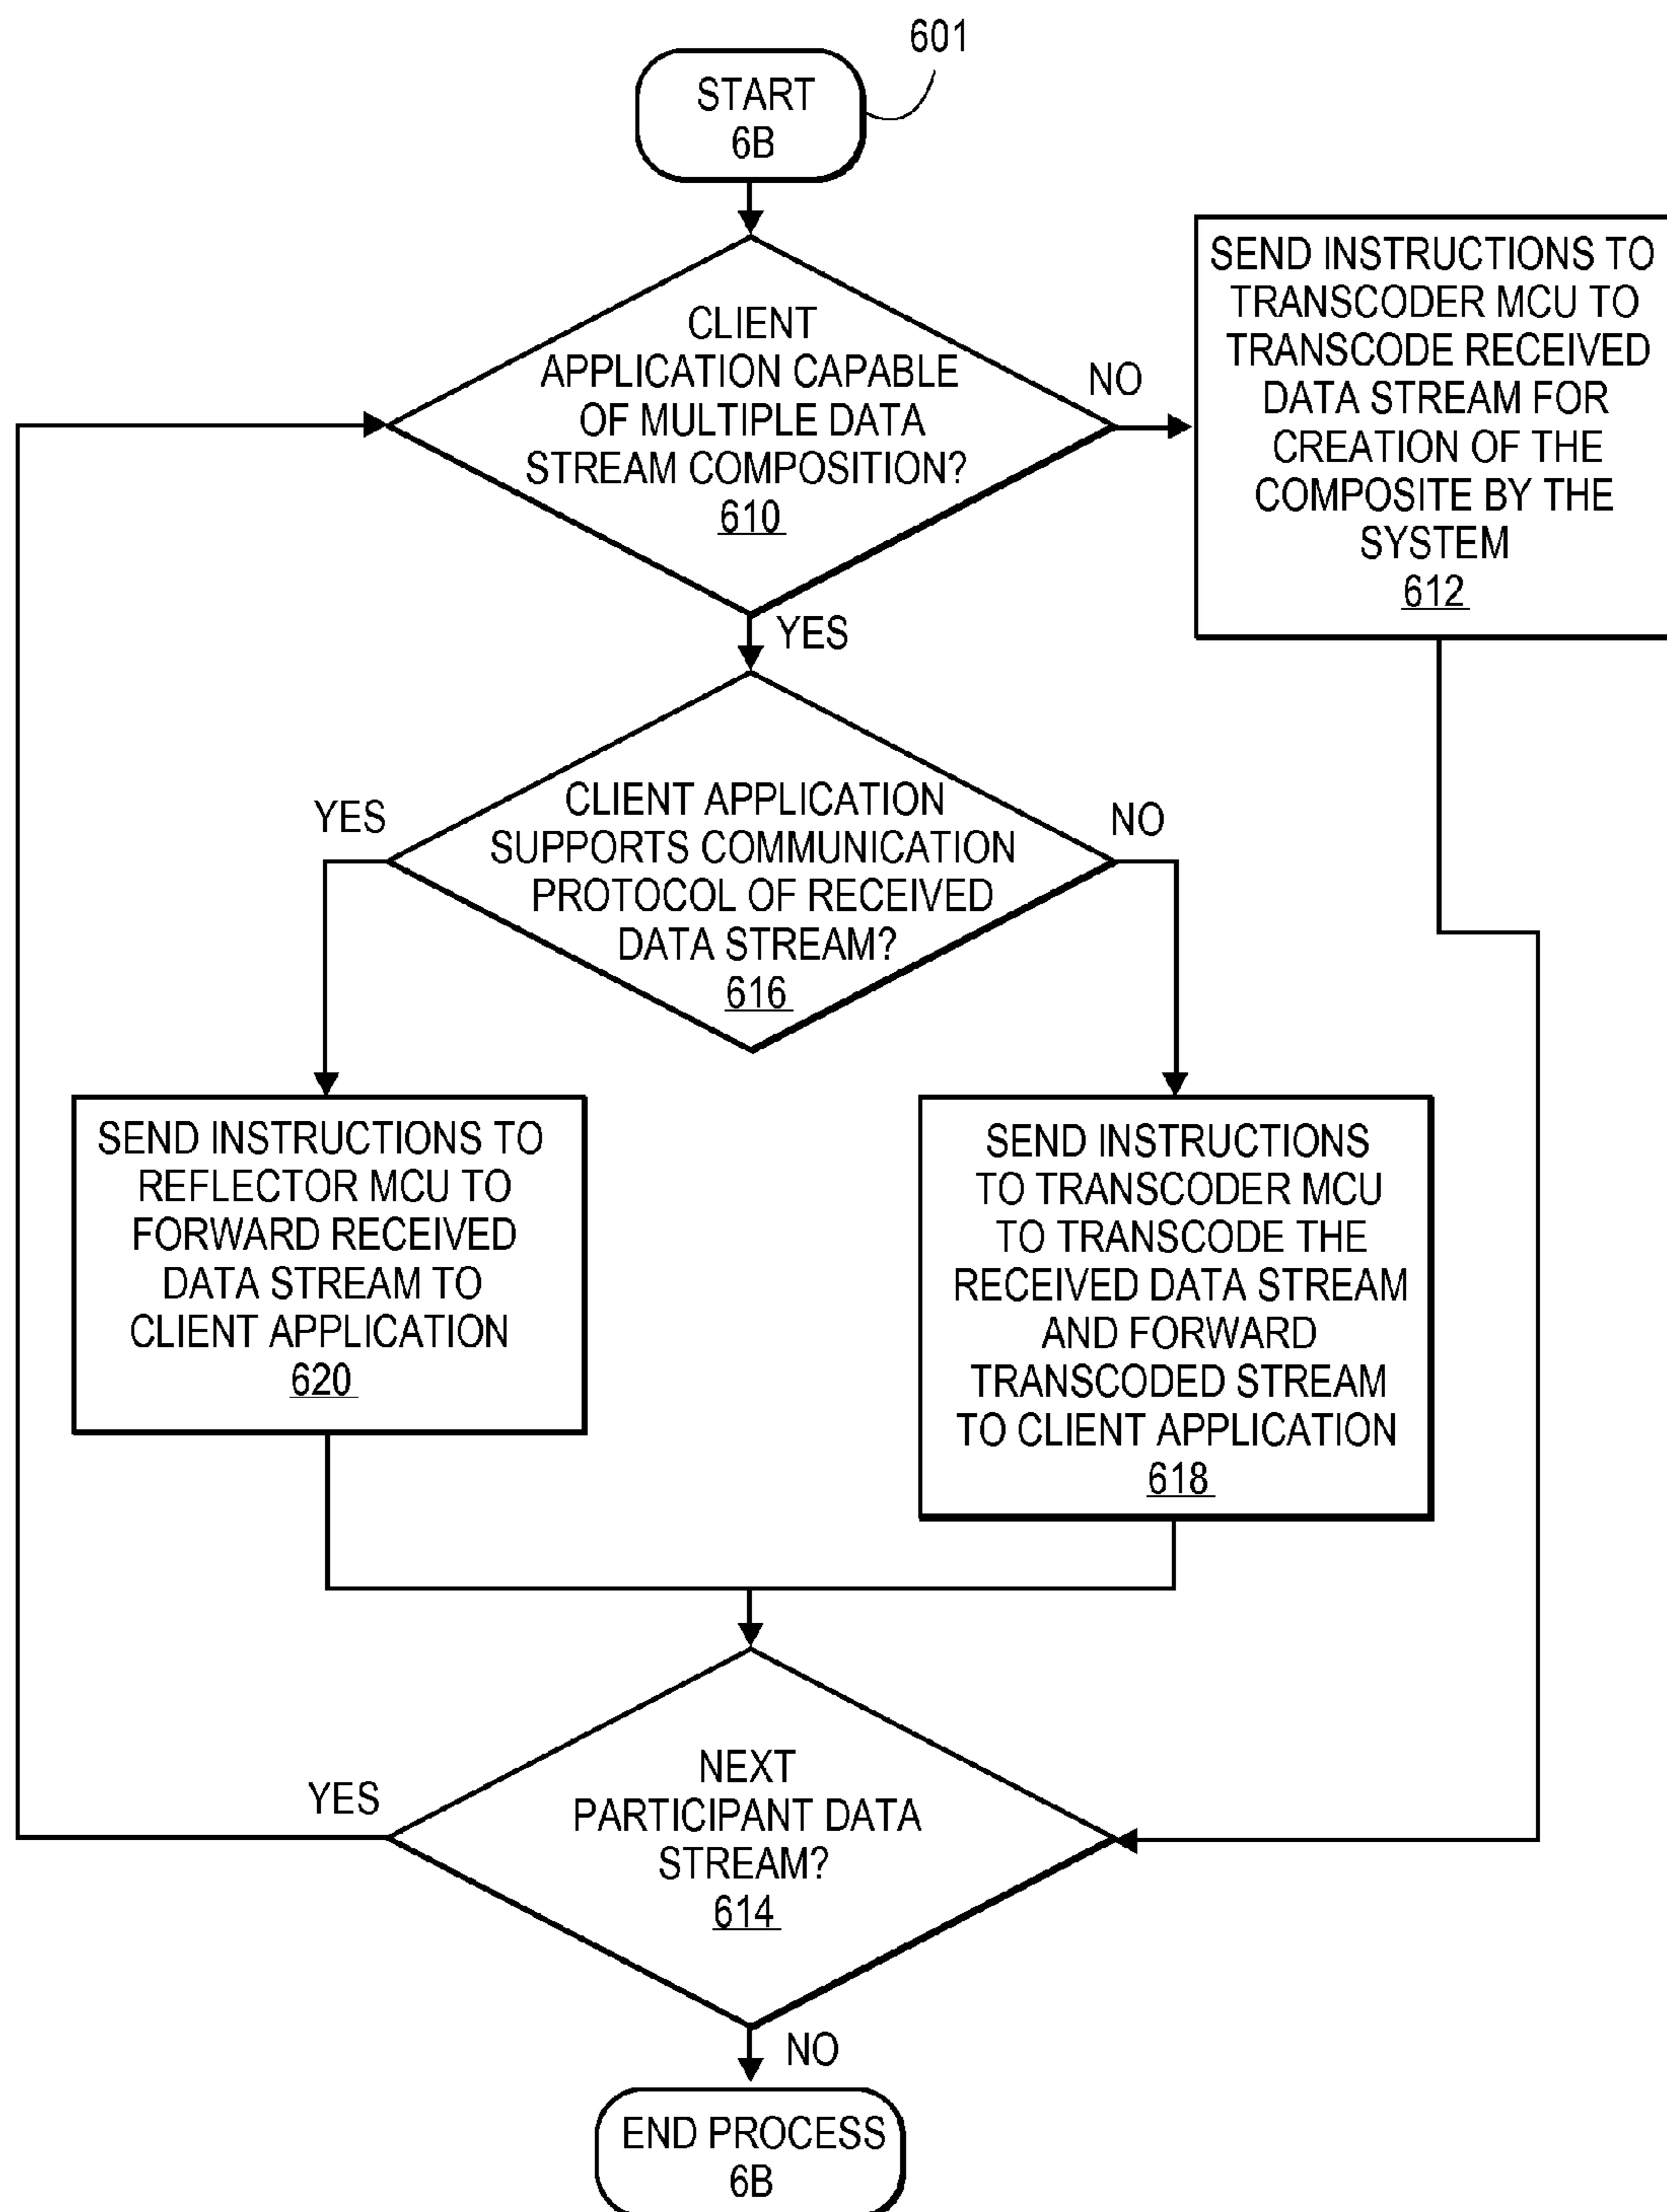 601
START
6B
CLIENT
APPLICATION CAPABLE
OF MULTIPLE DATA
STREAM COMPOSITION?
610
NO
SEND INSTRUCTIONS TO
TRANSCODER MCU TO
TRANSCODE RECEIVED
DATA STREAM FOR
CREATION OF THE
COMPOSITE BY THE
SYSTEM
612
YES
CLIENT APPLICATION
SUPPORTS COMMUNICATION
PROTOCOL OF RECEIVED
DATA STREAM?
616
YES
NO
SEND INSTRUCTIONS TO
REFLECTOR MCU TO
FORWARD RECEIVED
DATA STREAM TO
CLIENT APPLICATION
620
SEND INSTRUCTIONS
TO TRANSCODER MCU
TO TRANSCODE THE
RECEIVED DATA STREAM
AND FORWARD
TRANSCODED STREAM
TO CLIENT APPLICATION
618
NEXT
PARTICIPANT DATA
STREAM?
614
YES
NO
END PROCESS
6B